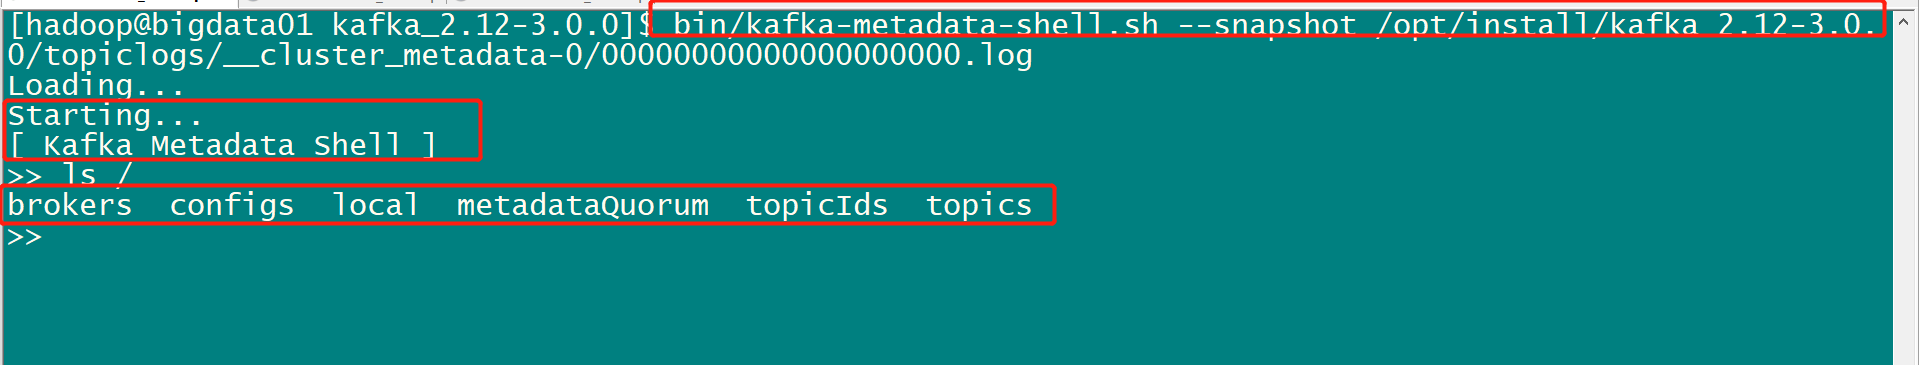 [hadoop@bigdata01 kafka_2.12-3.0.0]$ bin/kafka-metadata-shell.sh --snapshot /opt/install/kafka_2.12-3.0.
0/topiclogs/__cluster_metadata-0/00000000000000000000.log
Loading...
Starting...
[ Kafka Metadata Shell ]
>> ls /
brokers  configs  local  metadataQuorum  topicIds  topics
>>